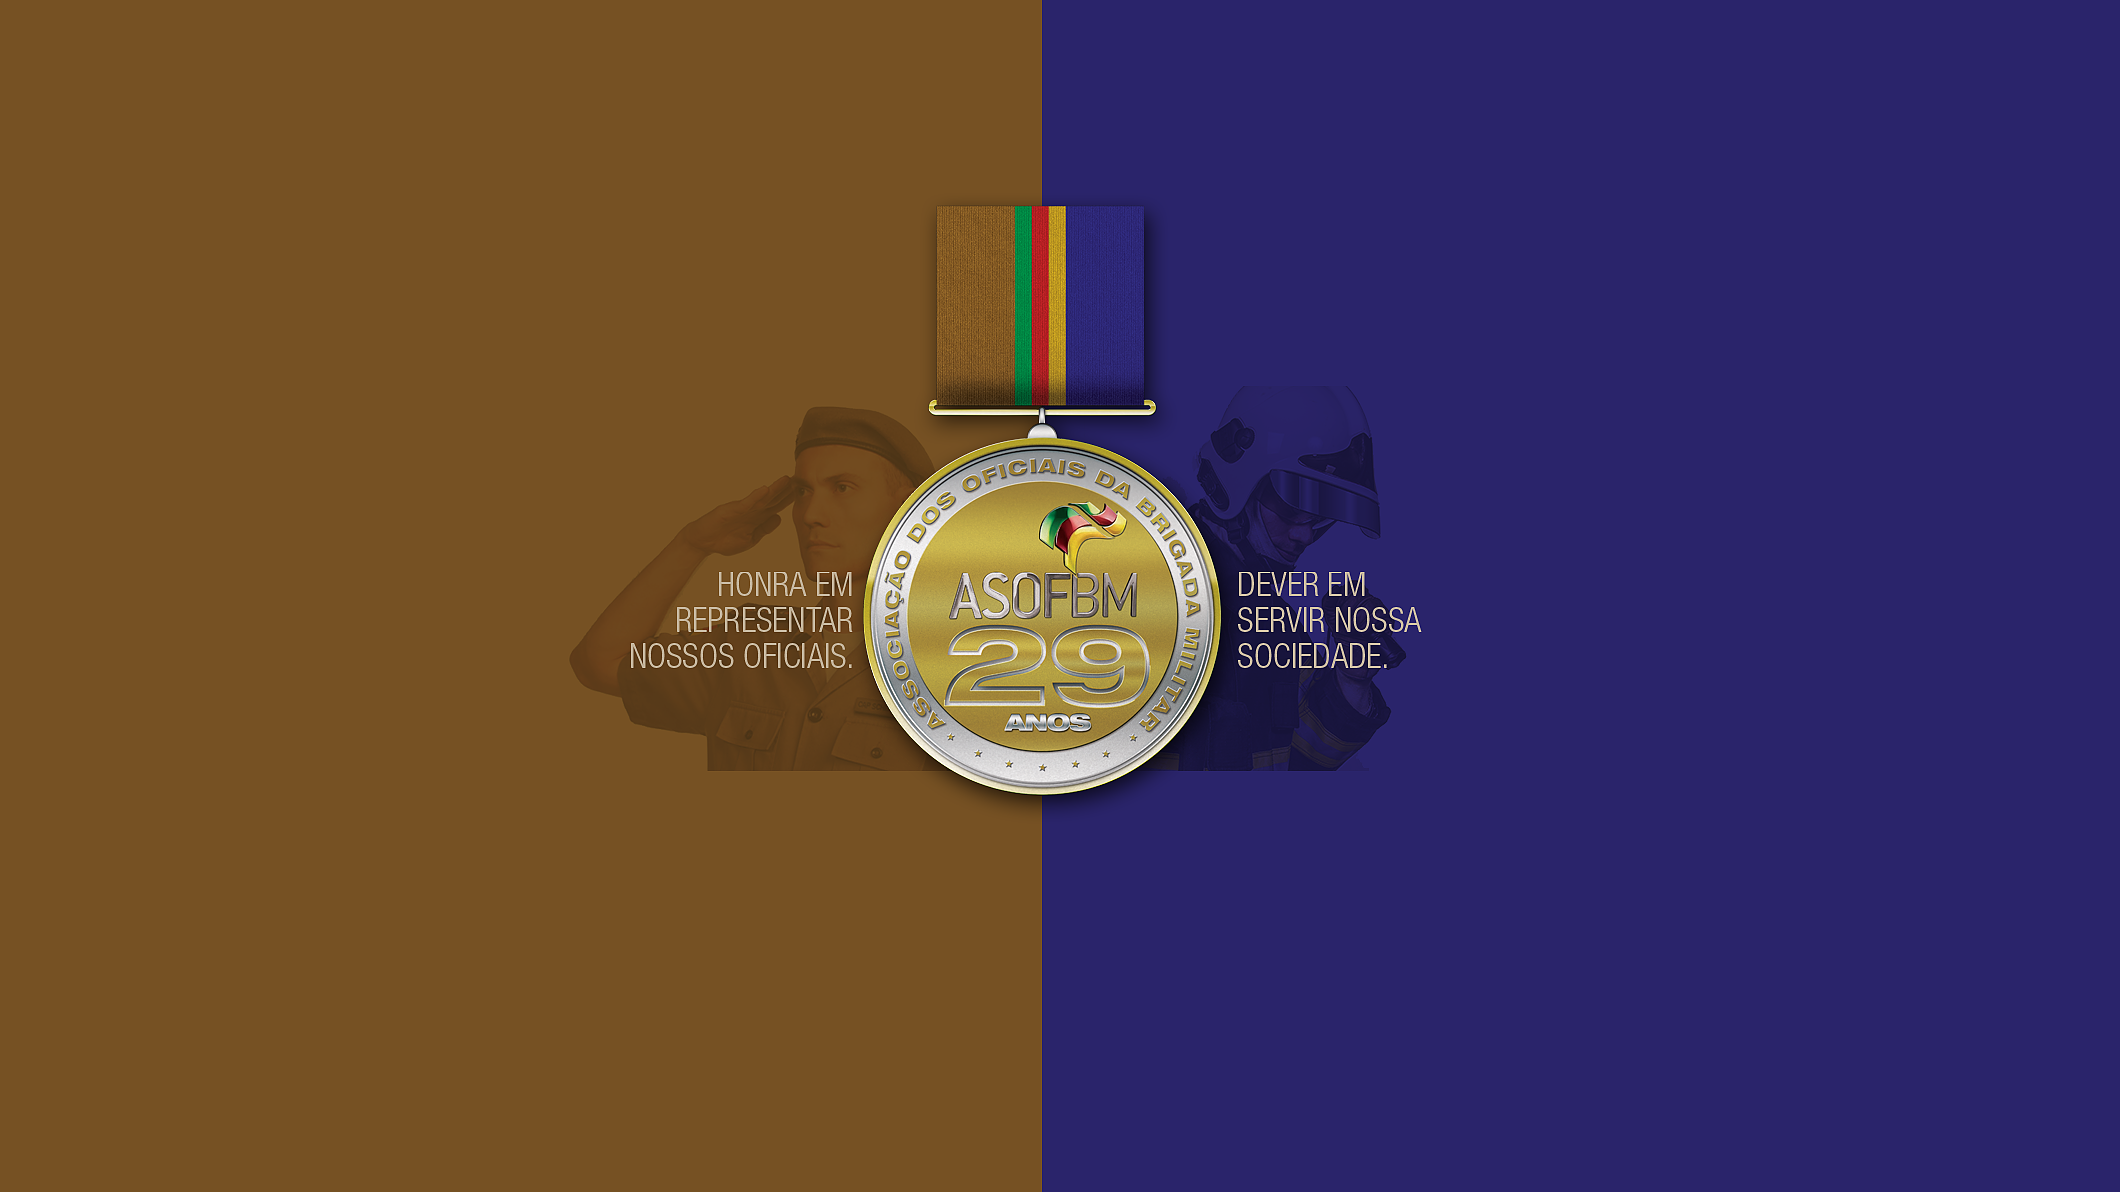 ASSOCIAÇÃO DOS OFICIAIS DA BRIGADA MILITAR
ASOFBM
29
ANOS
HONRA EM
REPRESENTAR
NOSSOS OFICIAIS.
DEVER EM
SERVIR NOSSA
SOCIEDADE.